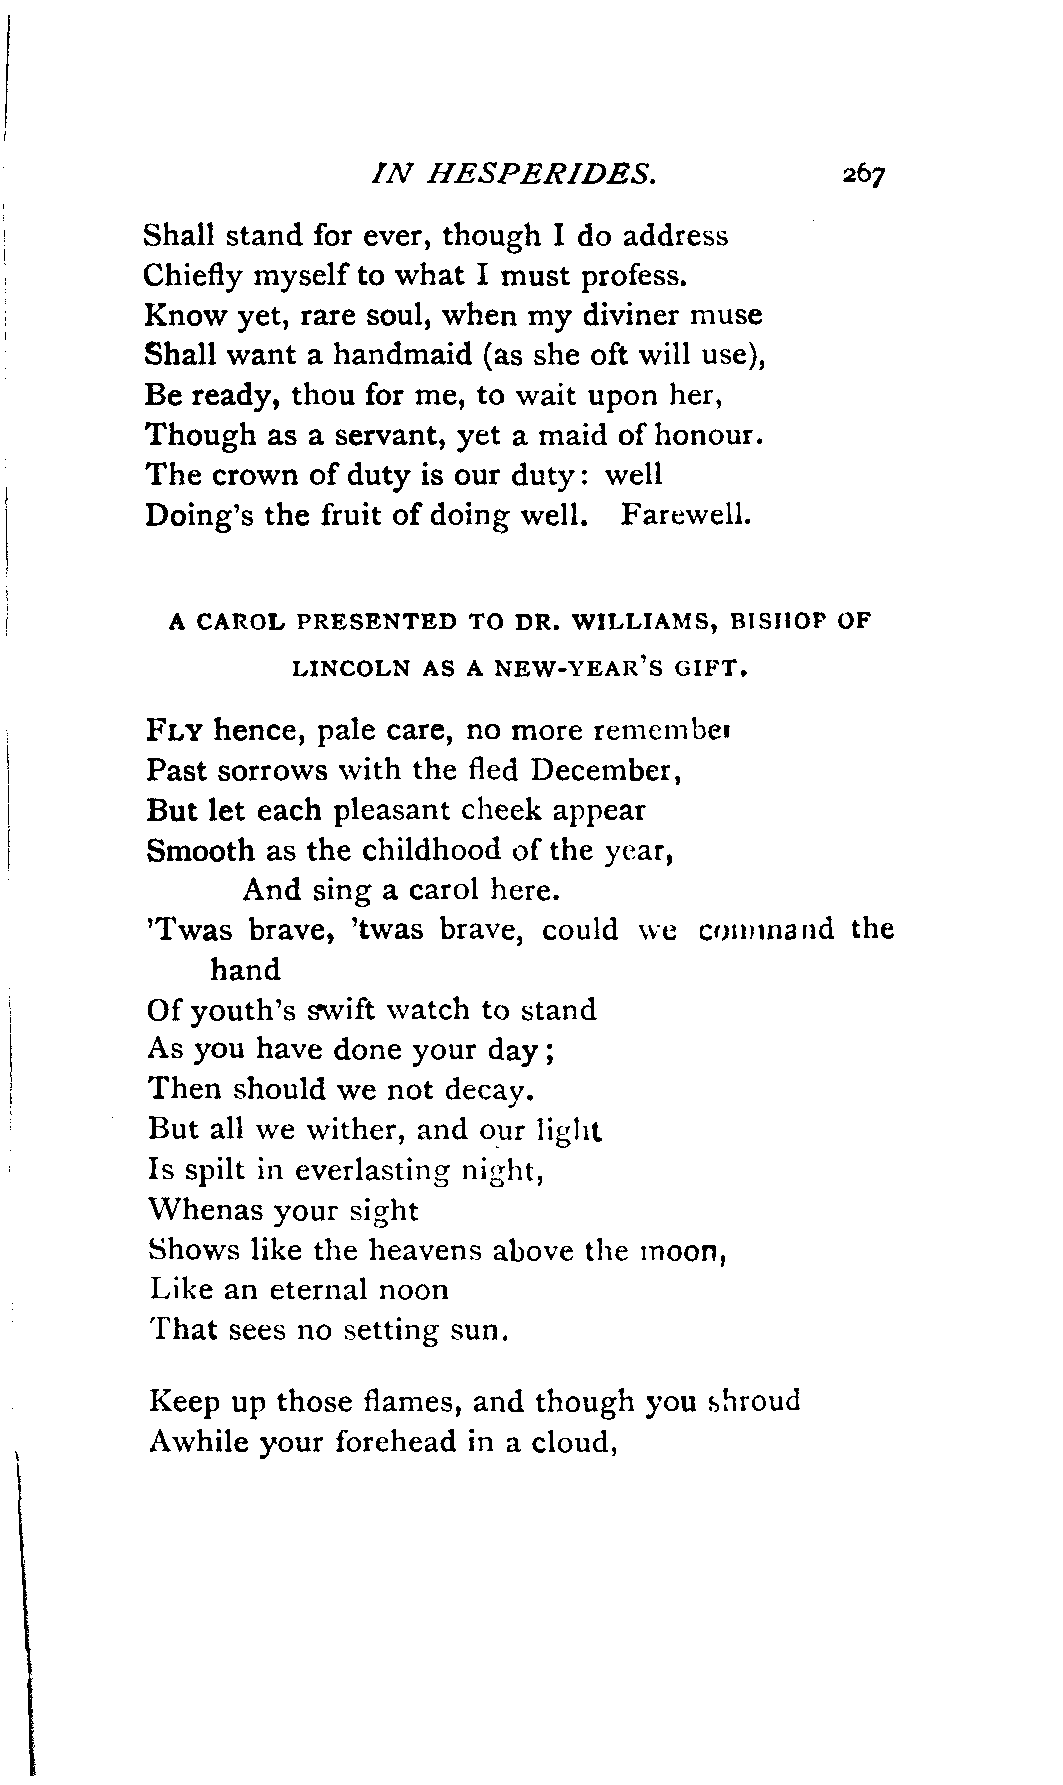 IN HESPERIDES. 267
Shall stand for ever, though I do address
Chiefly myself to what I must profess.
Know yet, rare soul, when my diviner muse
Shall want a handmaid (as she oft will use),
Be ready, thou for me, to wait upon her,
Though as a servant, yet a maid of honour.
The crown of duty is our duty: well
Doing's the fruit of doing well. Farewell.
A CAROL PRESENTED TO DR. WILLIAMS, BISHOP OF
LINCOLN AS A NEW-YEAR'S GIFT.
FLY hence, pale care, no more remember
Past sorrows with the fled December,
But let each pleasant cheek appear
Smooth as the childhood of the year,
And sing a carol here.
'Twas brave, 'twas brave, could we command the
hand
Of youth's swift watch to stand
As you have done your day;
Then should we not decay.
But all we wither, and our light
Is spilt in everlasting night,
Whenas your sight
Shows like the heavens above the moon,
Like an eternal noon
That sees no setting sun.
Keep up those flames, and though you shroud
Awhile your forehead in a cloud,